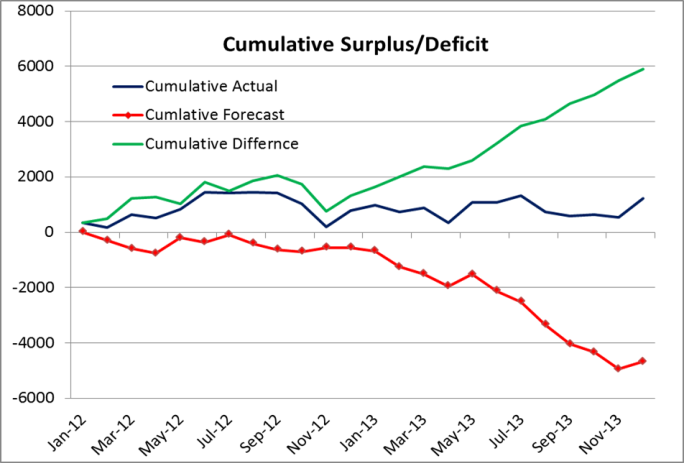 Cumulative Surplus/Deficit
Cumulative Actual
Cumlative Forecast
Cumulative Differnce
8000
6000
4000
2000
0
-2000
-4000
-6000
Jan-12
Mar-12
May-12
Jul-12
Sep-12
Nov-12
Jan-13
Mar-13
May-13
Jul-13
Sep-13
Nov-13